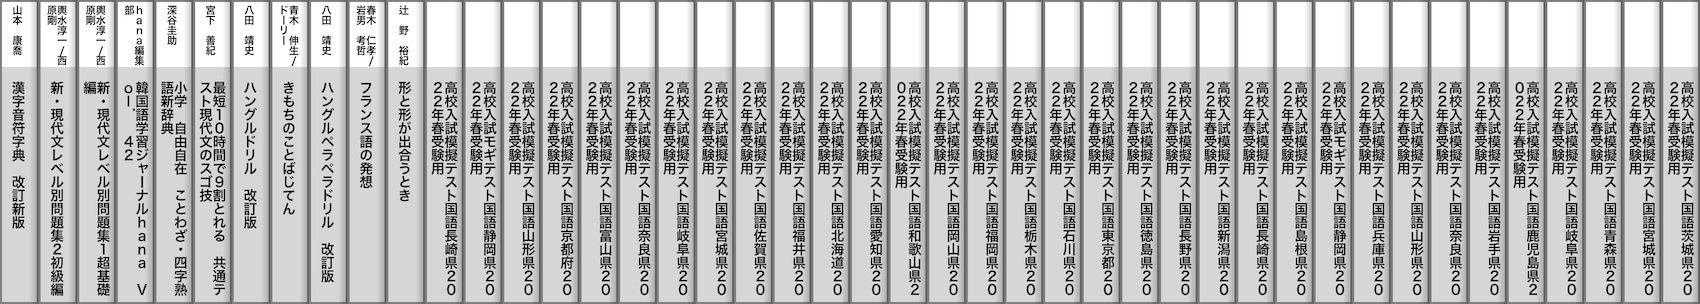 山本　康喬
漢字音符字典　改訂新版
輿水淳一/西
原剛
新・現代文レベル別問題集２初級編
輿水淳一/西
原剛
新・現代文レベル別問題集１超基礎
編
ｈａｎａ編集
部
韓国語学習ジャーナルｈａｎａ　Ｖ
ｏｌ．４２
深谷圭助
小学　自由自在　ことわざ・四字熟
語新辞典
宮下　善紀
最短１０時間で９割とれる　共通テ
スト現代文のスゴ技
八田　靖史
ハングルドリル　改訂版
青木　伸生/
ドーリー
きもちのことばじてん
八田　靖史
ハングルペラペラドリル　改訂版
春木　仁孝/
岩男　考哲
フランス語の発想
辻　野　裕紀
形と形が出合うとき
高校入試模擬テスト国語長崎県２０
２２年春受験用
高校入試模擬テスト国語静岡県２０
２２年春受験用
高校入試模擬テスト国語山形県２０
２２年春受験用
高校入試模擬テスト国語京都府２０
２２年春受験用
高校入試模擬テスト国語富山県２０
２２年春受験用
高校入試模擬テスト国語奈良県２０
２２年春受験用
高校入試模擬テスト国語岐阜県２０
２２年春受験用
高校入試模擬テスト国語宮城県２０
２２年春受験用
高校入試模擬テスト国語佐賀県２０
２２年春受験用
高校入試模擬テスト国語福井県２０
２２年春受験用
高校入試模擬テスト国語北海道２０
２２年春受験用
高校入試模擬テスト国語愛知県２０
２２年春受験用
高校入試模擬テスト国語和歌山県２
０２２年春受験用
高校入試模擬テスト国語岡山県２０
２２年春受験用
高校入試模擬テスト国語福岡県２０
２２年春受験用
高校入試模擬テスト国語栃木県２０
２２年春受験用
高校入試模擬テスト国語石川県２０
２２年春受験用
高校入試模擬テスト国語東京都２０
２２年春受験用
高校入試模擬テスト国語徳島県２０
２２年春受験用
高校入試模擬テスト国語長野県２０
２２年春受験用
高校入試模擬テスト国語新潟県２０
２２年春受験用
高校入試模擬テスト国語長崎県２０
２２年春受験用
高校入試模擬テスト国語島根県２０
２２年春受験用
高校入試模擬テスト国語静岡県２０
２２年春受験用
高校入試模擬テスト国語兵庫県２０
２２年春受験用
高校入試模擬テスト国語山形県２０
２２年春受験用
高校入試模擬テスト国語奈良県２０
２２年春受験用
高校入試模擬テスト国語岩手県２０
２２年春受験用
高校入試模擬テスト国語鹿児島県２
０２２年春受験用
高校入試模擬テスト国語岐阜県２０
２２年春受験用
高校入試模擬テスト国語青森県２０
２２年春受験用
高校入試模擬テスト国語宮城県２０
２２年春受験用
高校入試模擬テスト国語茨城県２０
２２年春受験用